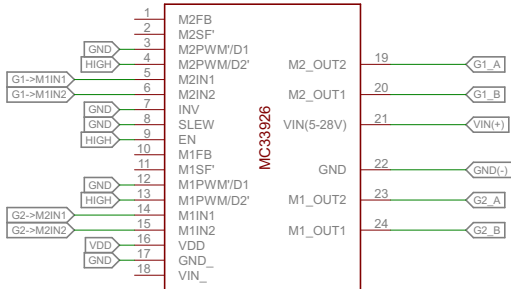 1 M2FB
2 M2SF'
GND 3 M2PWM'/D1
HIGH 4 M2PWM/D2' M2_OUT2 19 G1_A
G1->M1IN1 5 M2IN1
G1->M1IN2 6 M2IN2 M2_OUT1 20 G1_B
GND 7 INV
GND 8 SLEW VIN(5-28V) 21 VIN(+)
HIGH 9 EN
MC33926
10 M1FB
11 M1SF' GND 22 GND(-)
GND 12 M1PWM'/D1
HIGH 13 M1PWM/D2' M1_OUT2 23 G2_A
G2->M2IN1 14 M1IN1
G2->M2IN2 15 M1IN2 M1_OUT1 24 G2_B
VDD 16 VDD
GND 17 GND_
18 VIN_